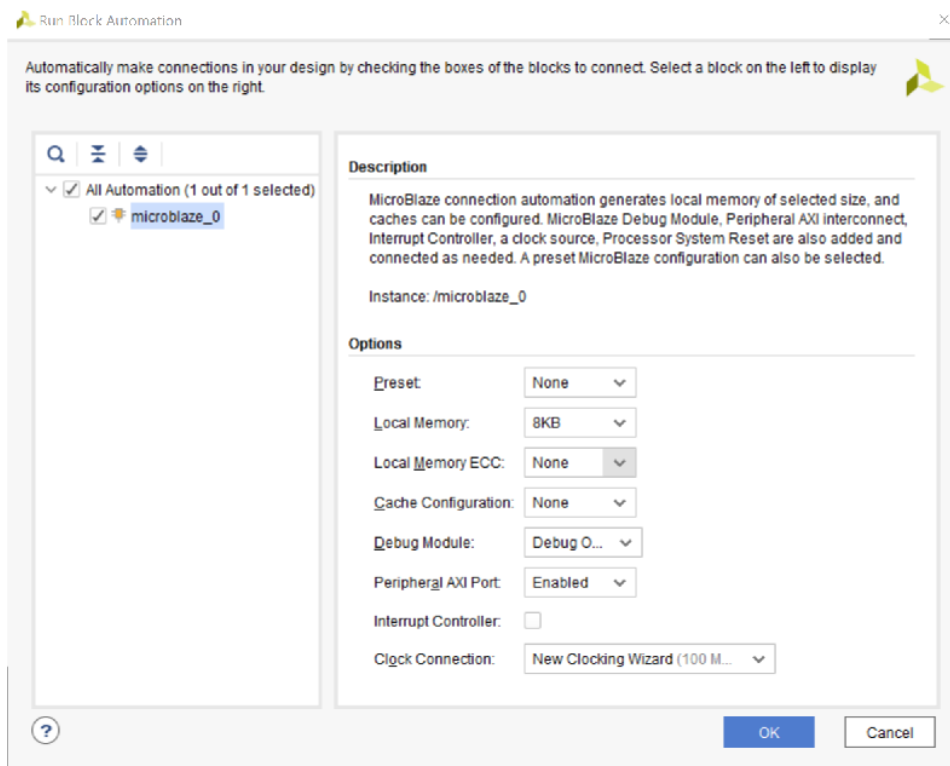 Run Block Automation
Automatically make connections in your design by checking the boxes of the blocks to connect. Select a block on the left to display
its configuration options on the right.
All Automation (1 out of 1 selected)
microblaze_0
Description
MicroBlaze connection automation generates local memory of selected size, and
caches can be configured. MicroBlaze Debug Module, Peripheral AXI interconnect,
Interrupt Controller, a clock source, Processor System Reset are also added and
connected as needed. A preset MicroBlaze configuration can also be selected.
Instance: /microblaze_0
Options
Preset: None
Local Memory: 8KB
Local Memory ECC: None
Cache Configuration: None
Debug Module: Debug O...
Peripheral AXI Port: Enabled
Interrupt Controller:
Clock Connection: New Clocking Wizard (100 M...
?
OK
Cancel